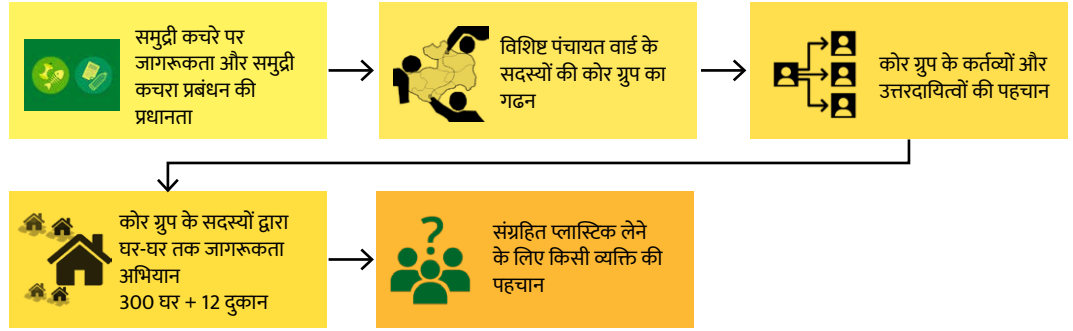 समुद्री कचरे पर
जागरूकता और समुद्री
कचरा प्रबंधन की
प्रधानता
विशिष्ट पंचायत वार्ड के
सदस्यों की कोर ग्रुप का
गढन
कोर ग्रुप के कर्तव्यों और
उत्तरदायित्वों की पहचान
कोर ग्रुप के सदस्यों द्वारा
घर-घर तक जागरूकता
अभियान
300 घर + 12 दुकान
संग्रहित प्लास्टिक लेने
के लिए किसी व्यक्ति की
पहचान